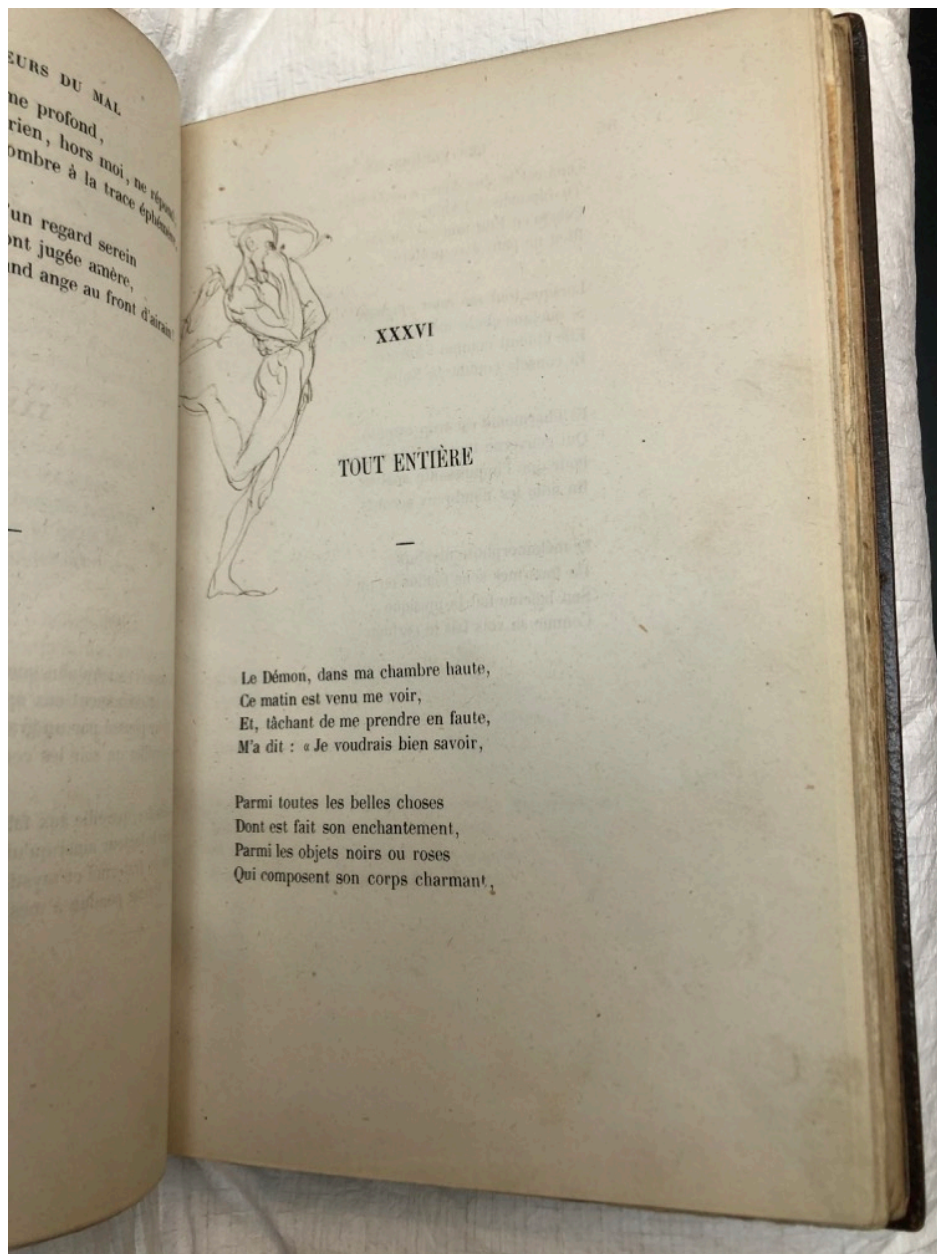 EURS DU MAL
me profond,
rien, hors moi, ne répond
ombre à la trace éphémère,
un regard serein
ont jugée amère,
and ange au front d'airain!
XXXVI
TOUT ENTIÈRE
Le Démon, dans ma chambre haute,
Ce matin est venu me voir,
Et, tâchant de me prendre en faute,
M'a dit : « Je voudrais bien savoir,
Parmi toutes les belles choses
Dont est fait son enchantement,
Parmi les objets noirs ou roses
Qui composent son corps charmant,